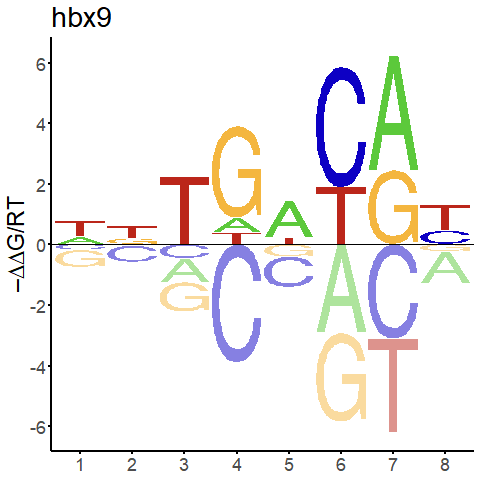 hbx9
−ΔΔG/RT
6
4
2
0
-2
-4
-6
T A C G
T G C
T C A G
G A T C
A T G C
C T A G
A G C T
T C G A
1 2 3 4 5 6 7 8